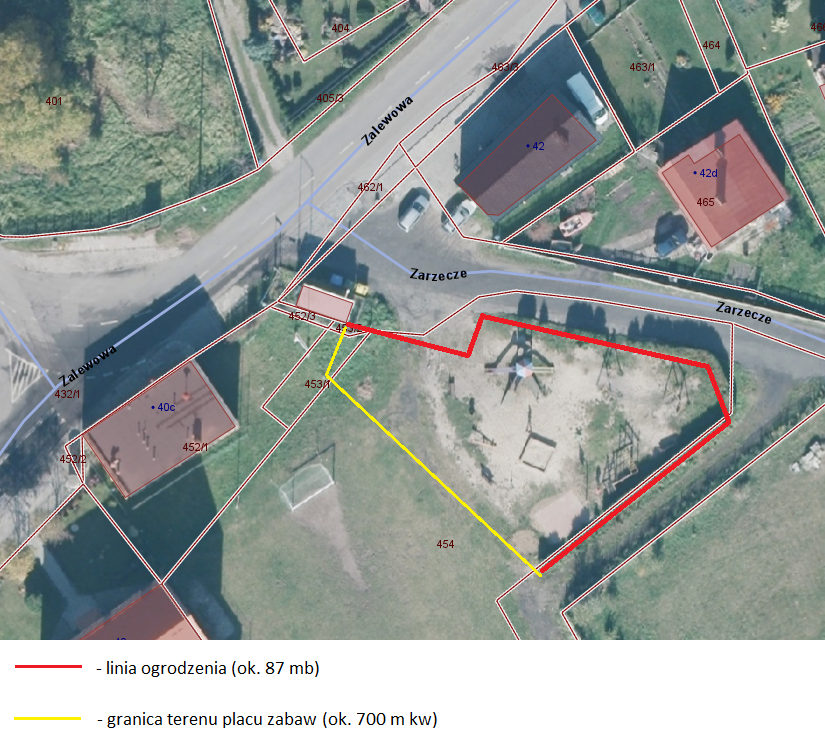 404
464
463/3
463/1
401
405/3
Zalewowa
42
42d
462/1
465
Zarzecze
Zarzecze
452/3
Zalewowa
453/1
432/1
40c
452/1
452/2
454
- linia ogrodzenia (ok. 87 mb)
- granica terenu placu zabaw (ok. 700 m kw)